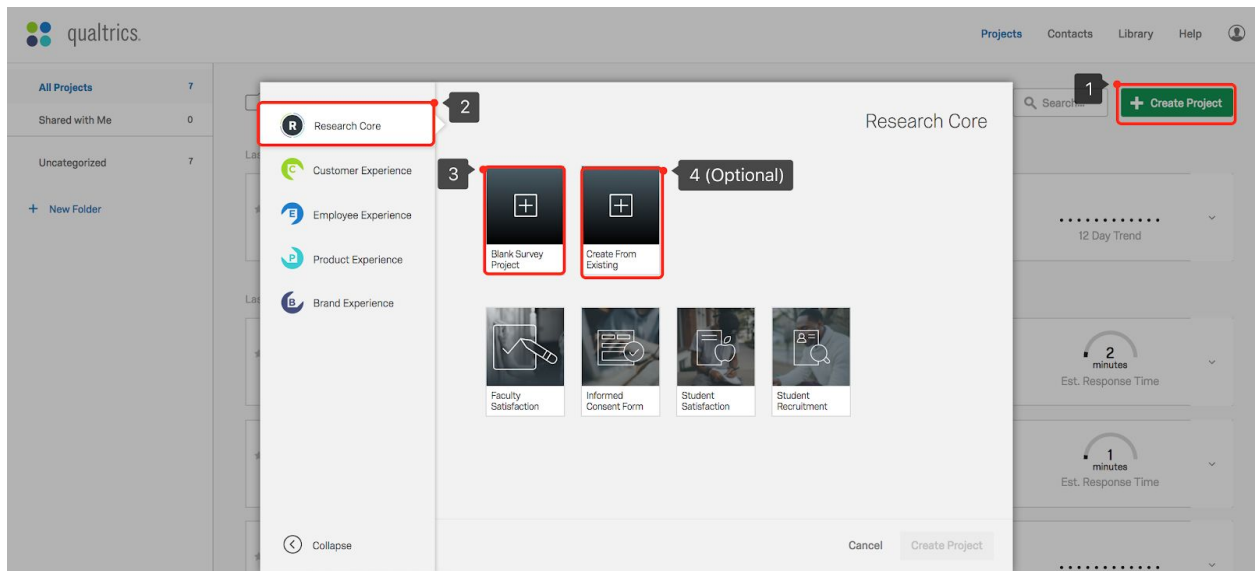 qualtrics.
Projects
Contacts
Library
Help
All Projects 7
Shared with Me 0
Uncategorized 7
+ New Folder
1
Search...
+ Create Project
2
R Research Core
C Customer Experience
E Employee Experience
P Product Experience
B Brand Experience
Collapse
Research Core
3
4 (Optional)
Blank Survey
Project
Create From
Existing
Faculty
Satisfaction
Informed
Consent Form
Student
Satisfaction
Student
Recruitment
Cancel
Create Project
12 Day Trend
2
minutes
Est. Response Time
1
minutes
Est. Response Time